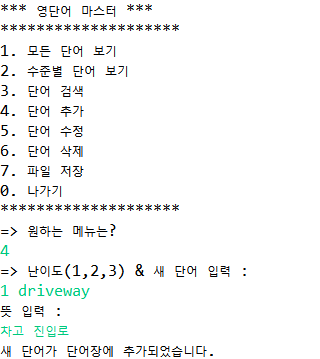 *** 영단어 마스터 ***
********************
1. 모든 단어 보기
2. 수준별 단어 보기
3. 단어 검색
4. 단어 추가
5. 단어 수정
6. 단어 삭제
7. 파일 저장
0. 나가기
********************
=> 원하는 메뉴는?
4
=> 난이도(1,2,3) & 새 단어 입력 :
1 driveway
뜻 입력 :
차고 진입로
새 단어가 단어장에 추가되었습니다.